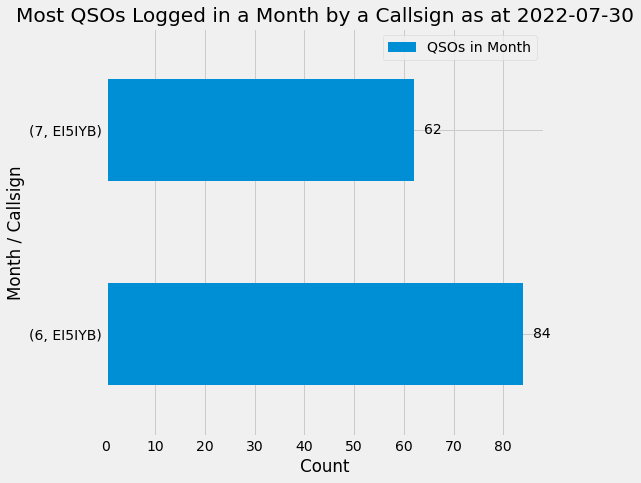 Most QSOs Logged in a Month by a Callsign as at 2022-07-30
QSOs in Month
(7, EI5IYB)
62
Month / Callsign
(6, EI5IYB)
84
0 10 20 30 40 50 60 70 80
Count